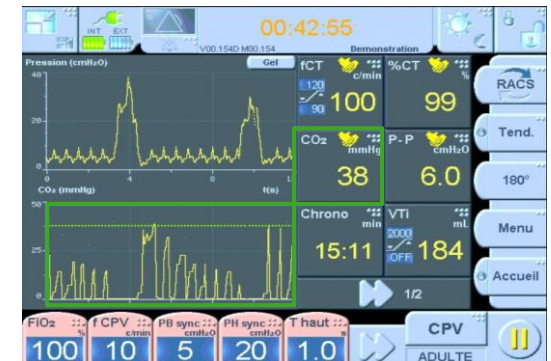 INT EXT
00:42:55
V00.154D M00.154
Demonstration
Pression (cmH₂O)
Gel
40
20
0
0 4 8 12
CO₂ (mmHg)
t(s)
50
25
0
fCT
c/min
120
90
100
%CT
%
99
CO₂
mmHg
38
P-P
cmH₂O
6.0
Chrono
min
15:11
VTi
mL
2000
OFF
184
1/2
RACS
Tend.
180°
Menu
Accueil
FiO₂
%
100
f CPV
c/min
10
PB sync
cmH₂O
5
PH sync
cmH₂O
20
T haut
s
1.0
CPV
ADULTE